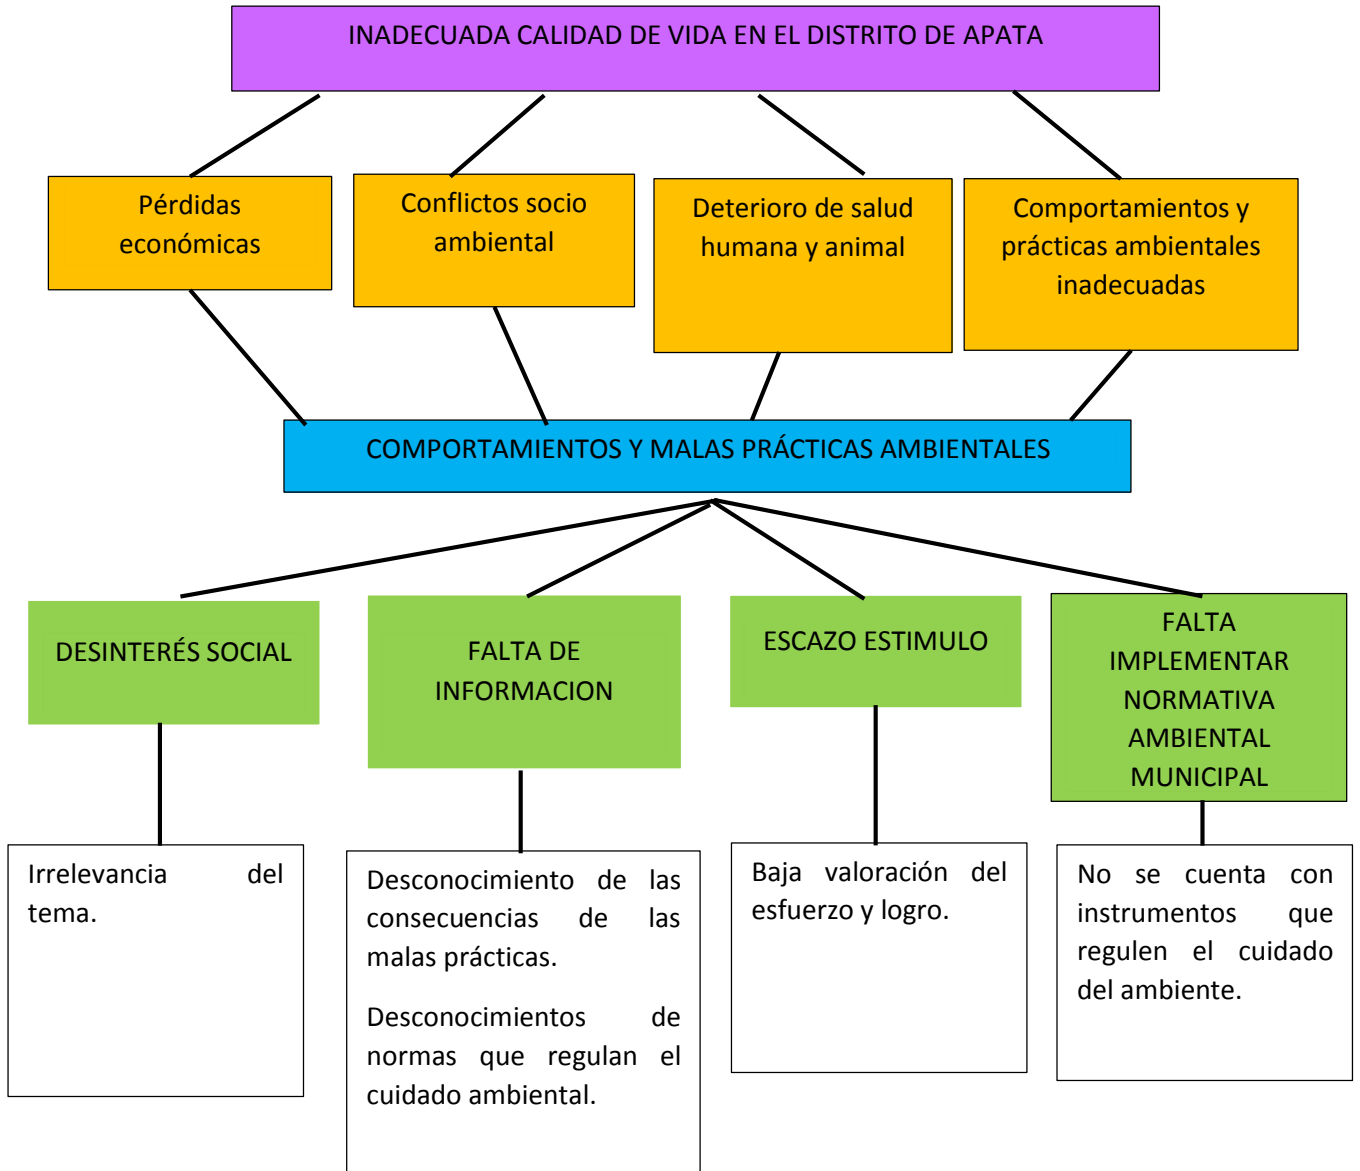 INADECUADA CALIDAD DE VIDA EN EL DISTRITO DE APATA
Pérdidas
económicas
Conflictos socio
ambiental
Deterioro de salud
humana y animal
Comportamientos y
prácticas ambientales
inadecuadas
COMPORTAMIENTOS Y MALAS PRÁCTICAS AMBIENTALES
DESINTERÉS SOCIAL
FALTA DE
INFORMACION
ESCAZO ESTIMULO
FALTA
IMPLEMENTAR
NORMATIVA
AMBIENTAL
MUNICIPAL
Irrelevancia del
tema.
Desconocimiento de las
consecuencias de las
malas prácticas.
Desconocimientos de
normas que regulan el
cuidado ambiental.
Baja valoración del
esfuerzo y logro.
No se cuenta con
instrumentos que
regulen el cuidado
del ambiente.